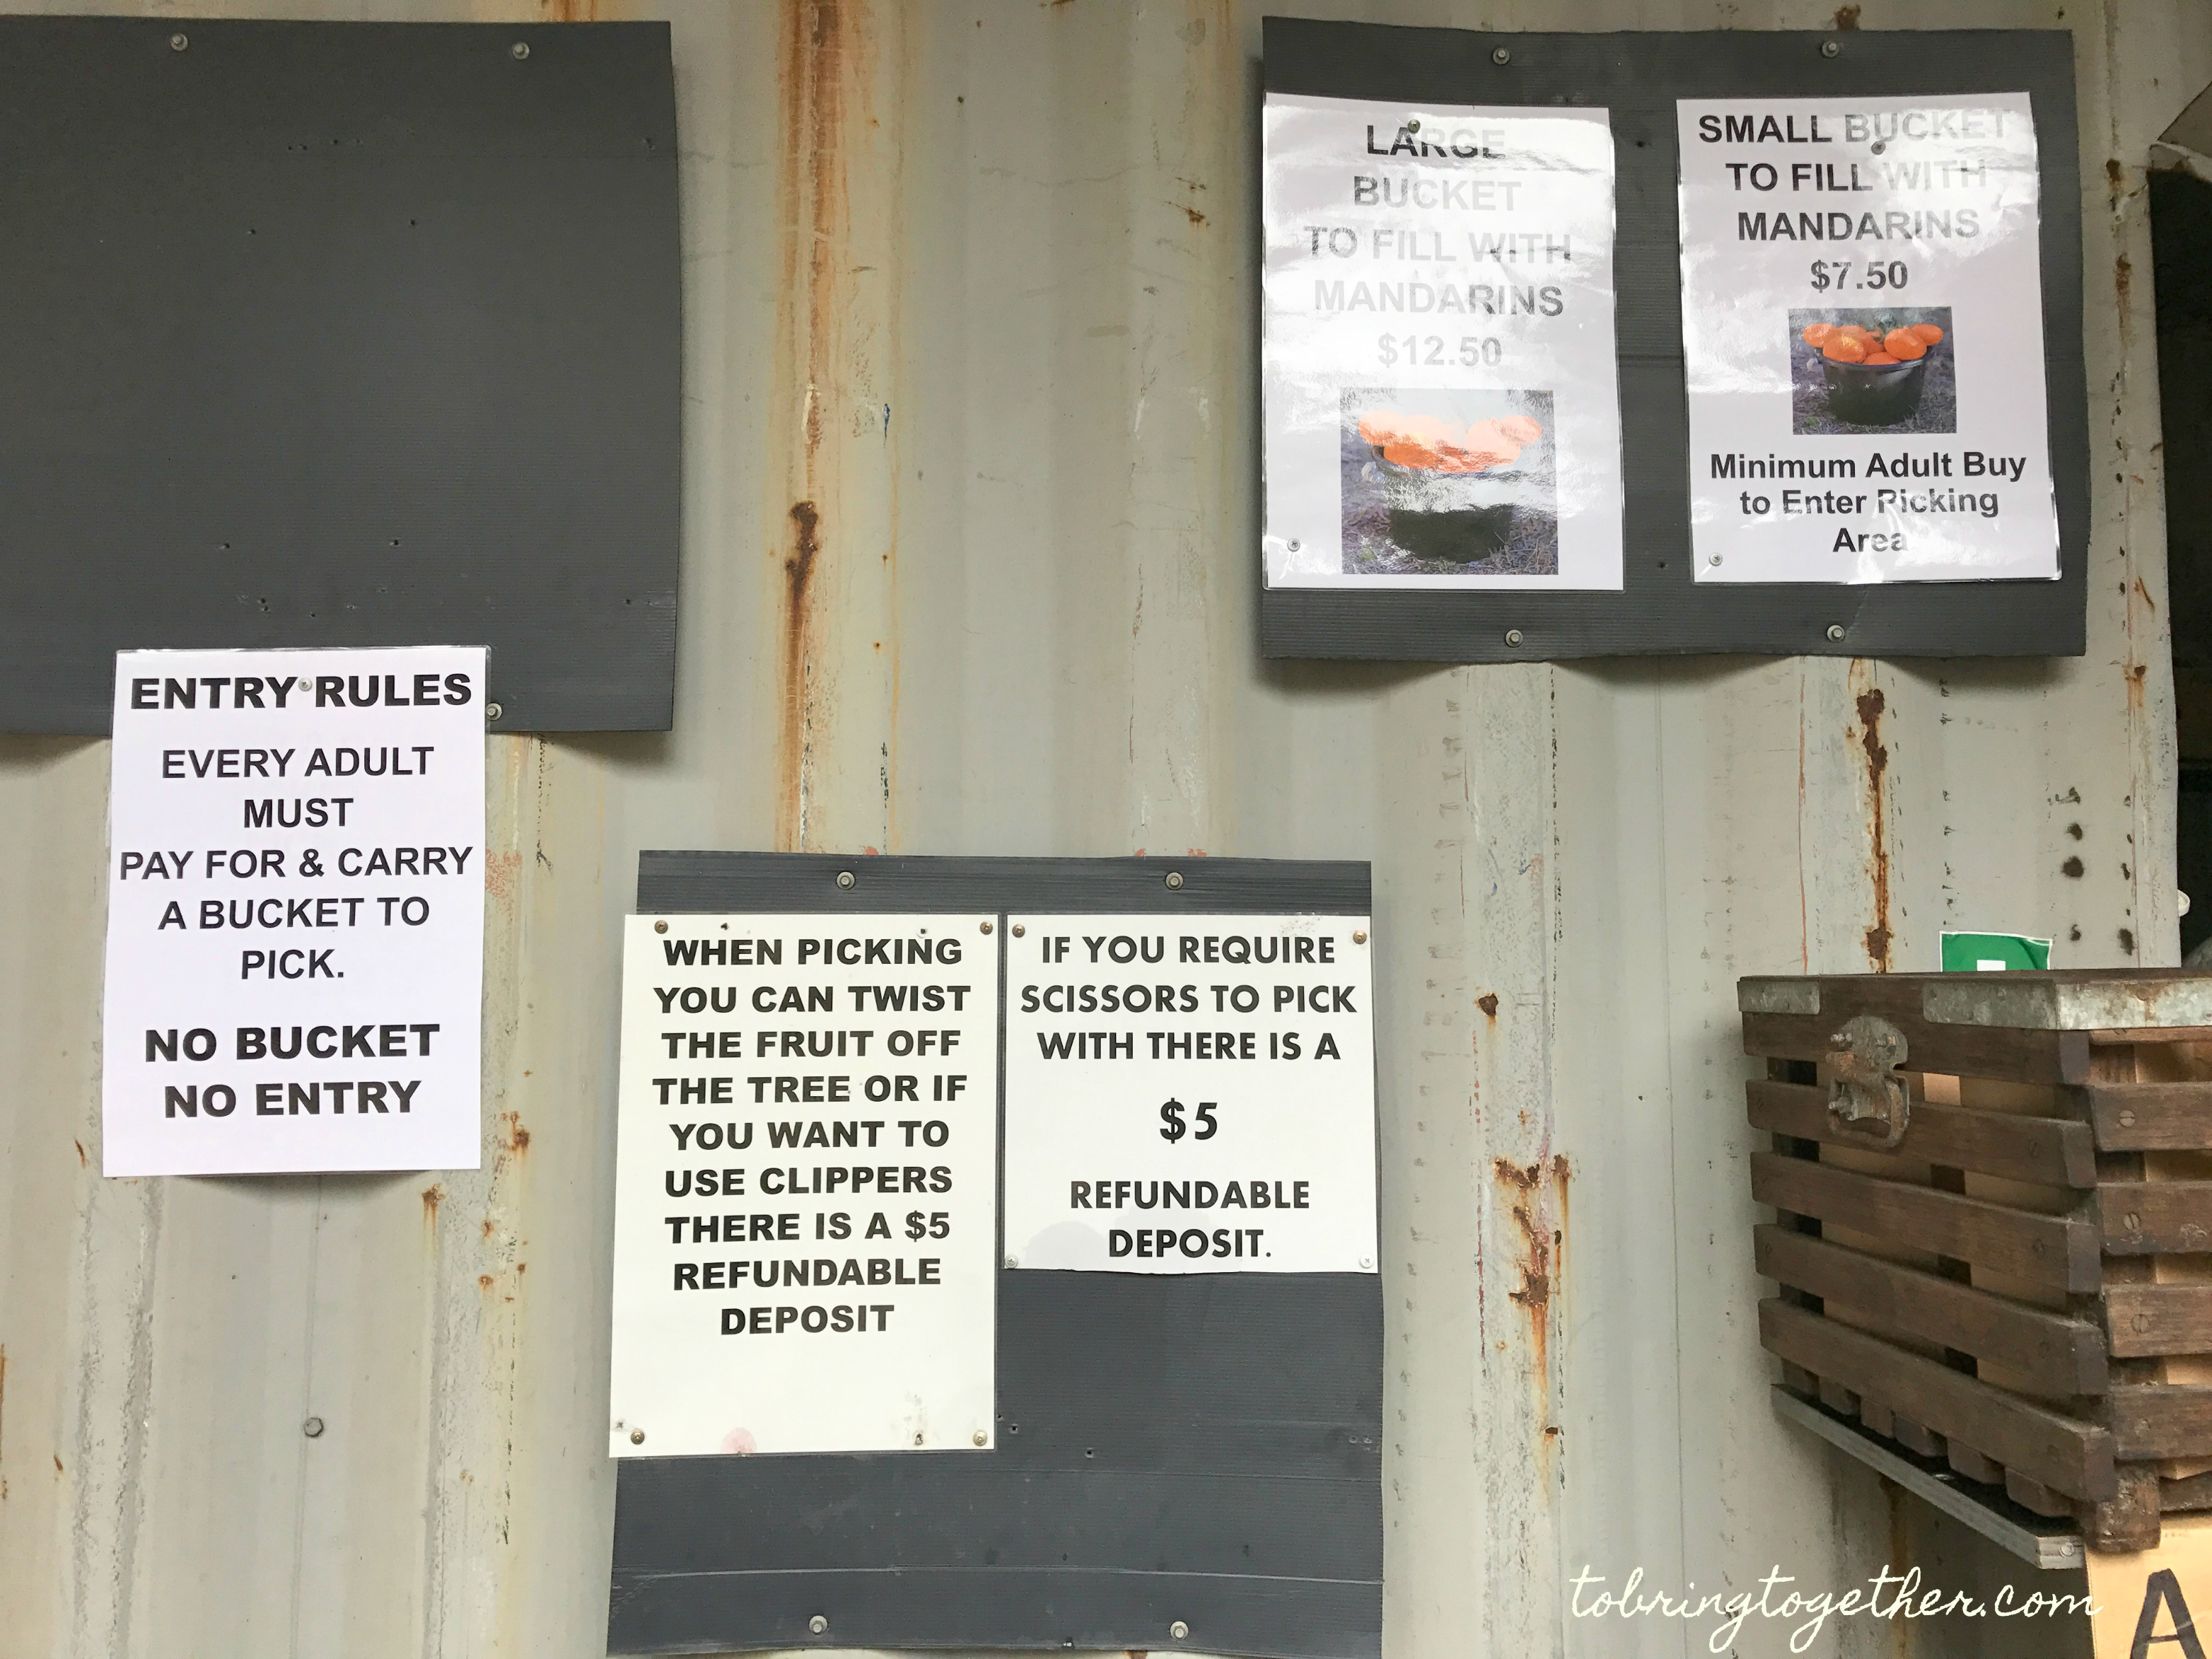 LARGE
BUCKET
TO FILL WITH
MANDARINS
$12.50
SMALL BUCKET
TO FILL WITH
MANDARINS
$7.50
Minimum Adult Buy
to Enter Picking
Area
ENTRY RULES
EVERY ADULT
MUST
PAY FOR & CARRY
A BUCKET TO
PICK.
NO BUCKET
NO ENTRY
WHEN PICKING
YOU CAN TWIST
THE FRUIT OFF
THE TREE OR IF
YOU WANT TO
USE CLIPPERS
THERE IS A $5
REFUNDABLE
DEPOSIT
IF YOU REQUIRE
SCISSORS TO PICK
WITH THERE IS A
$5
REFUNDABLE
DEPOSIT.
tobringtogether.com
A